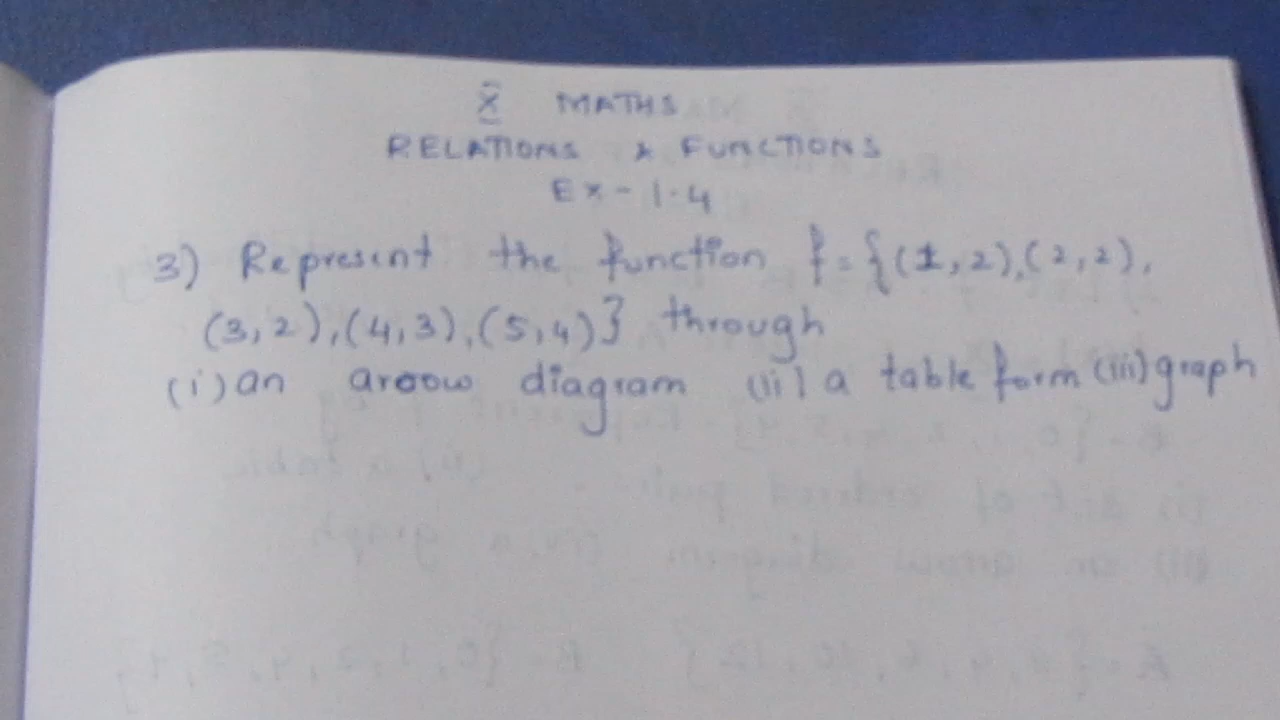 X MATHS
RELATIONS & FUNCTIONS
Ex - 1.4
3) Represent the function f = {(1,2),(2,2),
(3,2),(4,3),(5,4)} through
(i) an arrow diagram (ii) a table form (iii) graph